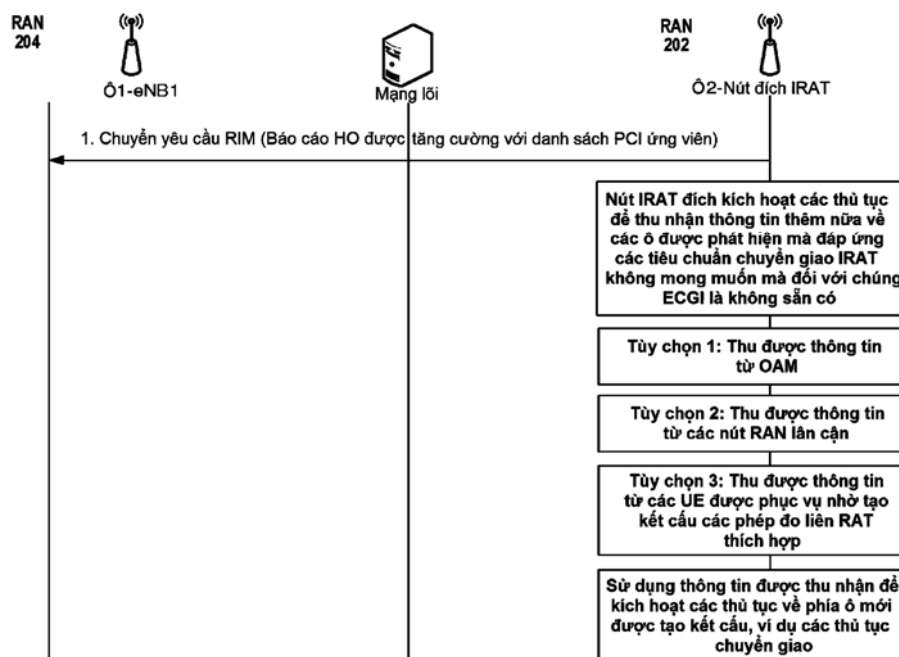 RAN
204
RAN
202
Ô1-eNB1
Mạng lõi
Ô2-Nút đích IRAT
1. Chuyển yêu cầu RIM (Báo cáo HO được tăng cường với danh sách PCI ứng viên)
Nút IRAT đích kích hoạt các thủ tục
để thu nhận thông tin thêm nữa về
các ô được phát hiện mà đáp ứng
các tiêu chuẩn chuyển giao IRAT
không mong muốn mà đối với chúng
ECGI là không sẵn có
Tùy chọn 1: Thu được thông tin
từ OAM
Tùy chọn 2: Thu được thông tin
từ các nút RAN lân cận
Tùy chọn 3: Thu được thông tin
từ các UE được phục vụ nhờ tạo
kết cấu các phép đo liên RAT
thích hợp
Sử dụng thông tin được thu nhận để
kích hoạt các thủ tục về phía ô mới
được tạo kết cấu, ví dụ các thủ tục
chuyển giao